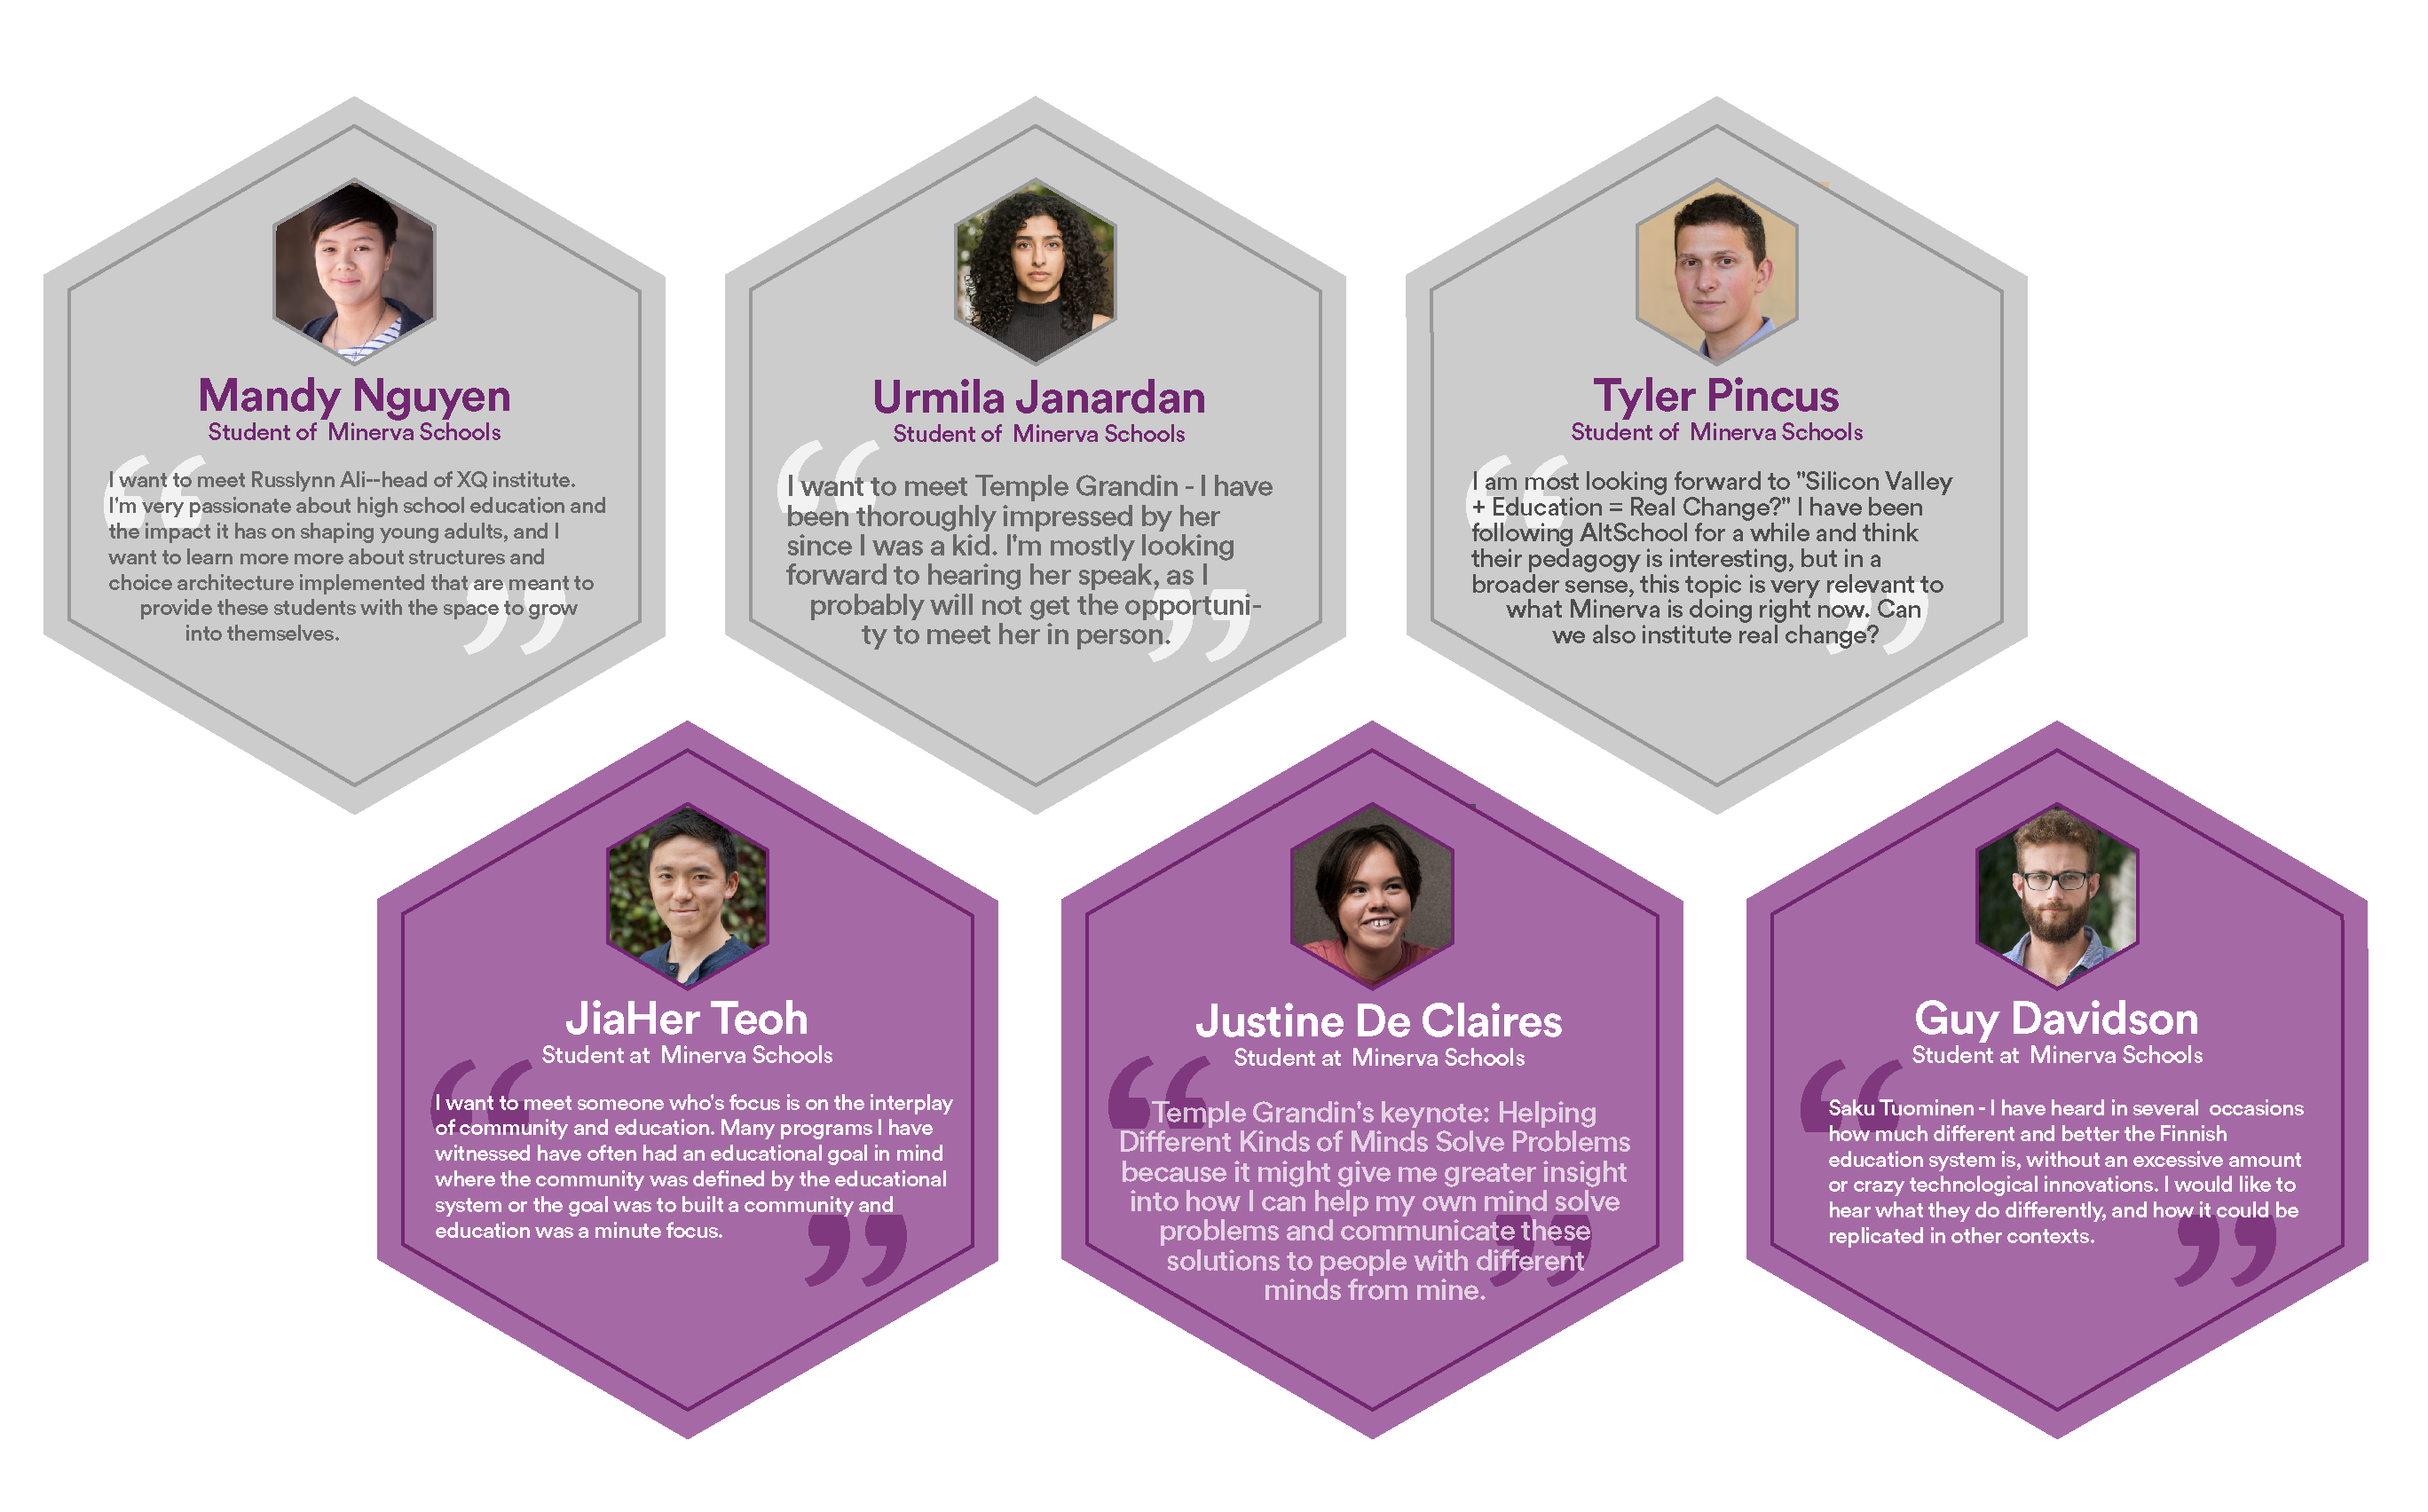 Mandy Nguyen
Student of Minerva Schools
I want to meet Russlynn Ali--head of XQ institute.
I'm very passionate about high school education and
the impact it has on shaping young adults, and I
want to learn more more about structures and
choice architecture implemented that are meant to
provide these students with the space to grow
into themselves.
Urmila Janardan
Student of Minerva Schools
I want to meet Temple Grandin - I have
been thoroughly impressed by her
since I was a kid. I'm mostly looking
forward to hearing her speak, as I
probably will not get the opportuni-
ty to meet her in person.
Tyler Pincus
Student of Minerva Schools
I am most looking forward to "Silicon Valley
+ Education = Real Change?" I have been
following AltSchool for a while and think
their pedagogy is interesting, but in a
broader sense, this topic is very relevant to
what Minerva is doing right now. Can
we also institute real change?
JiaHer Teoh
Student at Minerva Schools
I want to meet someone who's focus is on the interplay
of community and education. Many programs I have
witnessed have often had an educational goal in mind
where the community was defined by the educational
system or the goal was to built a community and
education was a minute focus.
Justine De Claires
Student at Minerva Schools
Temple Grandin's keynote: Helping
Different Kinds of Minds Solve Problems
because it might give me greater insight
into how I can help my own mind solve
problems and communicate these
solutions to people with different
minds from mine.
Guy Davidson
Student at Minerva Schools
Saku Tuominen - I have heard in several occasions
how much different and better the Finnish
education system is, without an excessive amount
or crazy technological innovations. I would like to
hear what they do differently, and how it could be
replicated in other contexts.